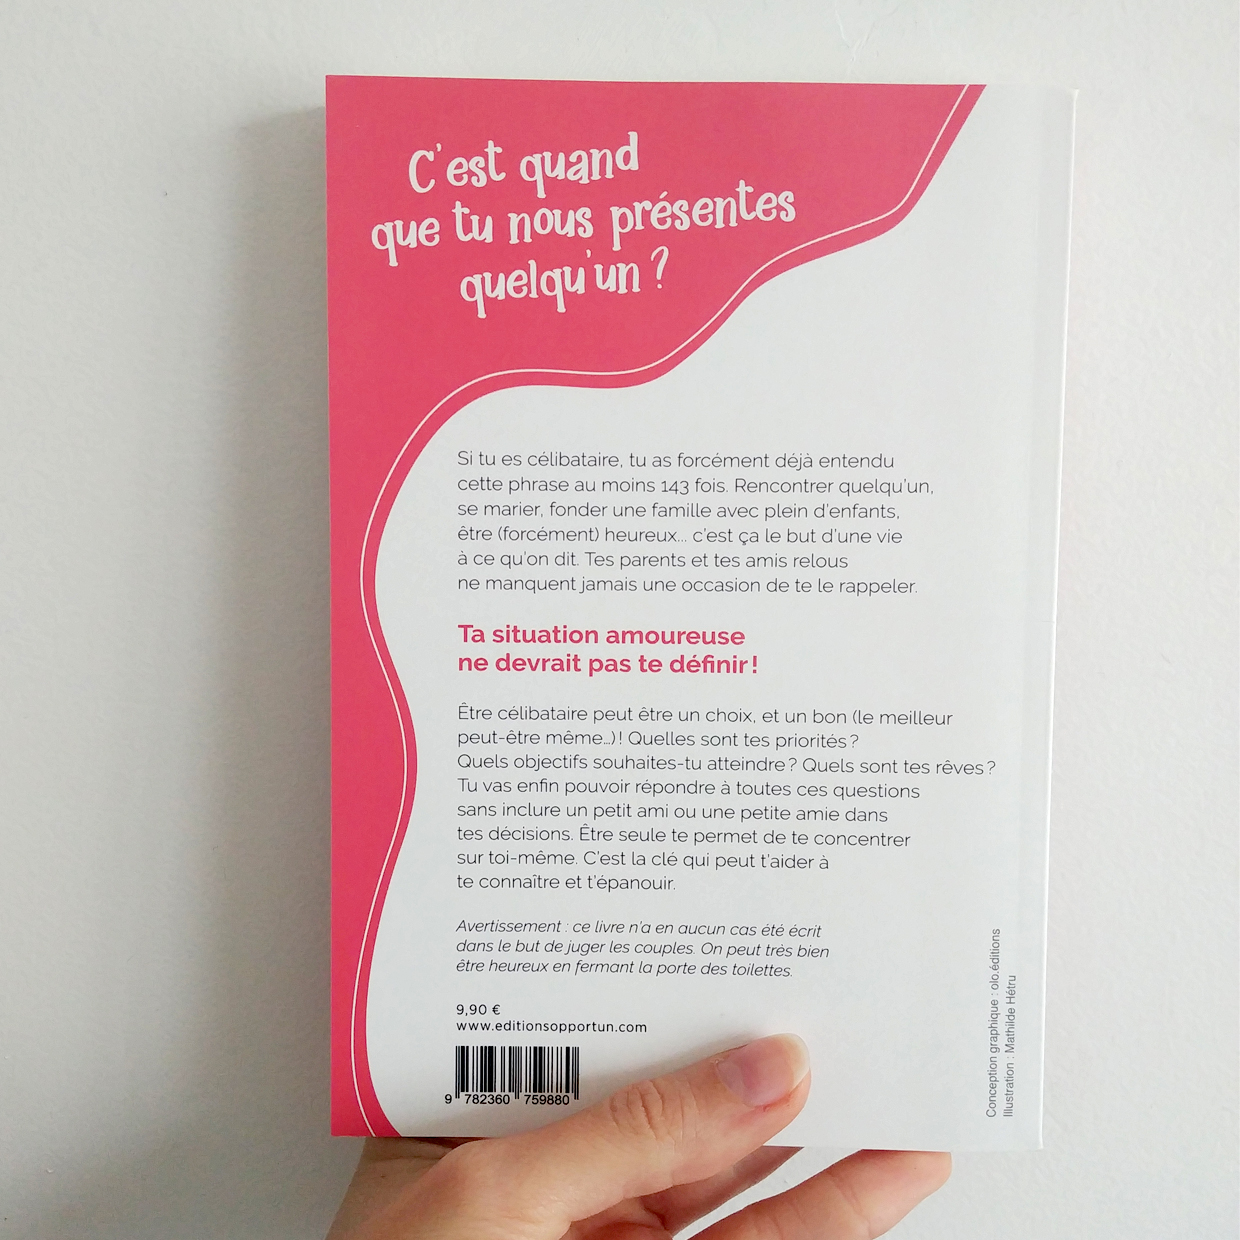 C'est quand
que tu nous présentes
quelqu'un ?
Si tu es célibataire, tu as forcément déjà entendu
cette phrase au moins 143 fois. Rencontrer quelqu'un,
se marier, fonder une famille avec plein d'enfants,
être (forcément) heureux... c'est ça le but d'une vie
à ce qu'on dit. Tes parents et tes amis relous
ne manquent jamais une occasion de te le rappeler.
Ta situation amoureuse
ne devrait pas te définir !
Être célibataire peut être un choix, et un bon (le meilleur
peut-être même...) ! Quelles sont tes priorités ?
Quels objectifs souhaites-tu atteindre ? Quels sont tes rêves ?
Tu vas enfin pouvoir répondre à toutes ces questions
sans inclure un petit ami ou une petite amie dans
tes décisions. Être seule te permet de te concentrer
sur toi-même. C'est la clé qui peut t'aider à
te connaître et t'épanouir.
Avertissement : ce livre n'a en aucun cas été écrit
dans le but de juger les couples. On peut très bien
être heureux en fermant la porte des toilettes.
9,90 €
www.editionsopportun.com
9 782360 759880
Conception graphique : olo.éditions
Illustration : Mathilde Hétru